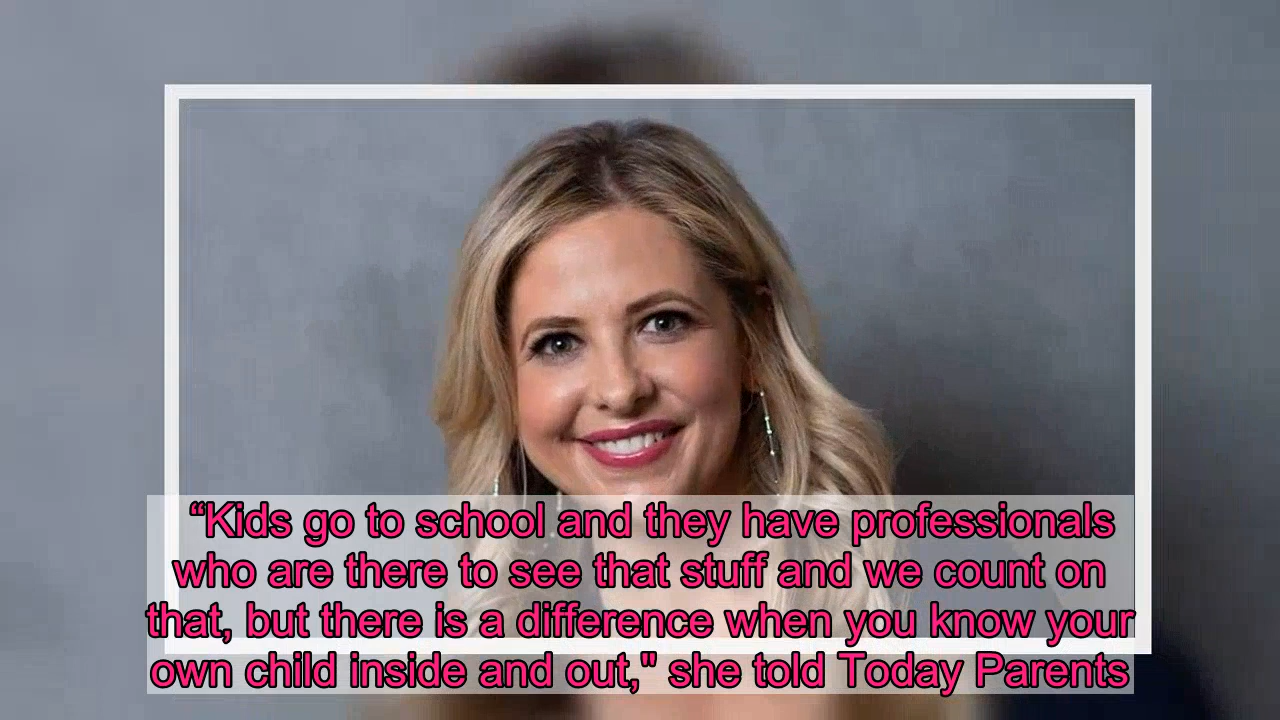 “Kids go to school and they have professionals
who are there to see that stuff and we count on
that, but there is a difference when you know your
own child inside and out," she told Today Parents